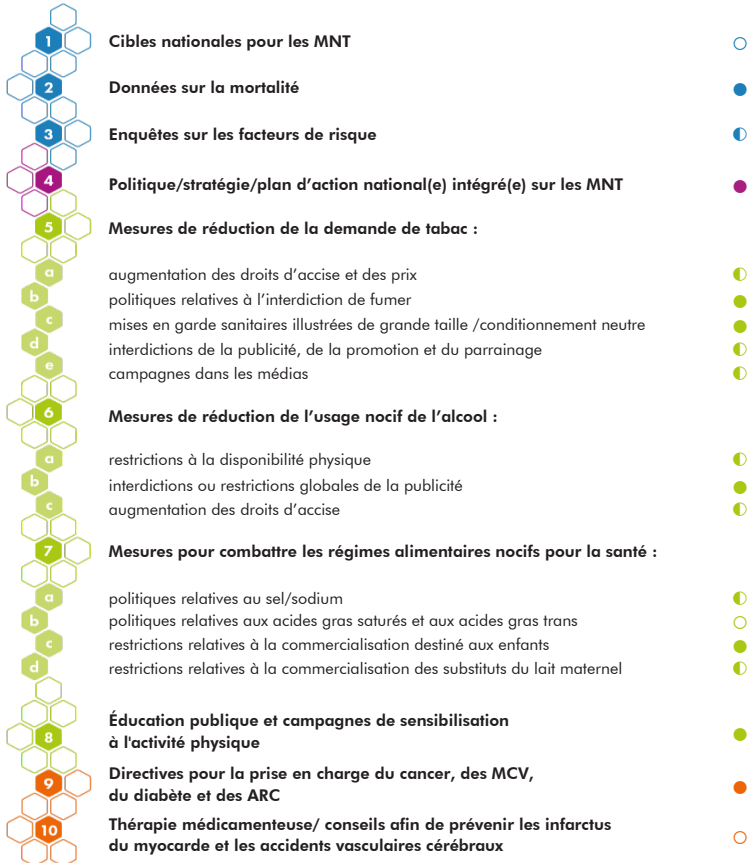 1 Cibles nationales pour les MNT
2 Données sur la mortalité
3 Enquêtes sur les facteurs de risque
4 Politique/stratégie/plan d’action national(e) intégré(e) sur les MNT
5 Mesures de réduction de la demande de tabac :
a augmentation des droits d’accise et des prix
b politiques relatives à l’interdiction de fumer
c mises en garde sanitaires illustrées de grande taille /conditionnement neutre
d interdictions de la publicité, de la promotion et du parrainage
e campagnes dans les médias
6 Mesures de réduction de l’usage nocif de l’alcool :
a restrictions à la disponibilité physique
b interdictions ou restrictions globales de la publicité
c augmentation des droits d’accise
7 Mesures pour combattre les régimes alimentaires nocifs pour la santé :
a politiques relatives au sel/sodium
b politiques relatives aux acides gras saturés et aux acides gras trans
c restrictions relatives à la commercialisation destiné aux enfants
d restrictions relatives à la commercialisation des substituts du lait maternel
Éducation publique et campagnes de sensibilisation
8 à l'activité physique
9 Directives pour la prise en charge du cancer, des MCV,
du diabète et des ARC
10 Thérapie médicamenteuse/ conseils afin de prévenir les infarctus
du myocarde et les accidents vasculaires cérébraux